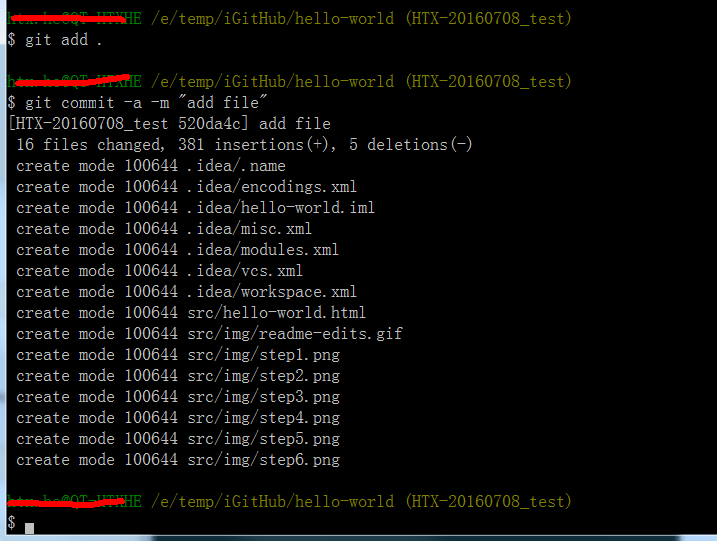 HE /e/temp/iGitHub/hello-world (HTX-20160708_test)
$ git add .
HE /e/temp/iGitHub/hello-world (HTX-20160708_test)
$ git commit -a -m "add file"
[HTX-20160708_test 520da4c] add file
16 files changed, 381 insertions(+), 5 deletions(-)
create mode 100644 .idea/.name
create mode 100644 .idea/encodings.xml
create mode 100644 .idea/hello-world.iml
create mode 100644 .idea/misc.xml
create mode 100644 .idea/modules.xml
create mode 100644 .idea/vcs.xml
create mode 100644 .idea/workspace.xml
create mode 100644 src/hello-world.html
create mode 100644 src/img/readme-edits.gif
create mode 100644 src/img/step1.png
create mode 100644 src/img/step2.png
create mode 100644 src/img/step3.png
create mode 100644 src/img/step4.png
create mode 100644 src/img/step5.png
create mode 100644 src/img/step6.png
HE /e/temp/iGitHub/hello-world (HTX-20160708_test)
$